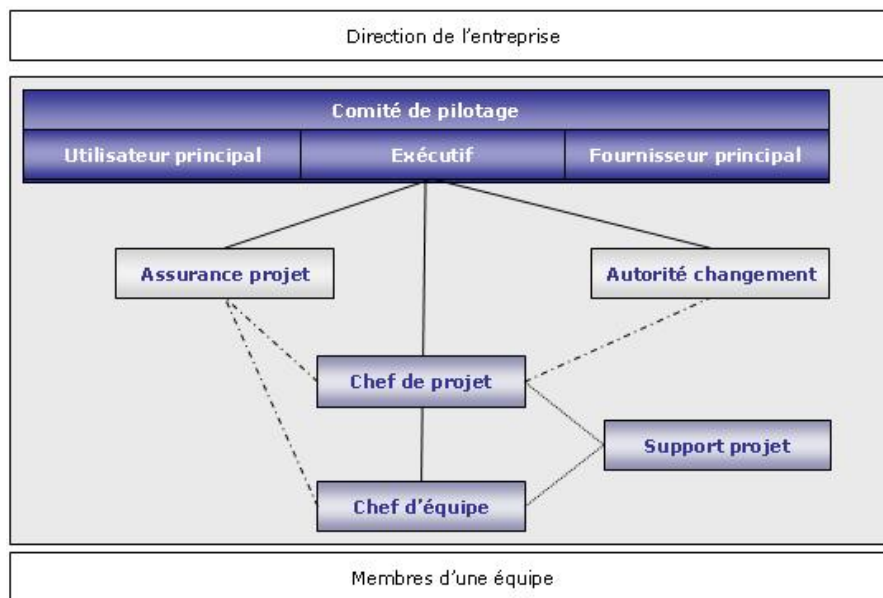 Direction de l'entreprise
Comité de pilotage
Utilisateur principal
Exécutif
Fournisseur principal
Assurance projet
Autorité changement
Chef de projet
Support projet
Chef d'équipe
Membres d'une équipe